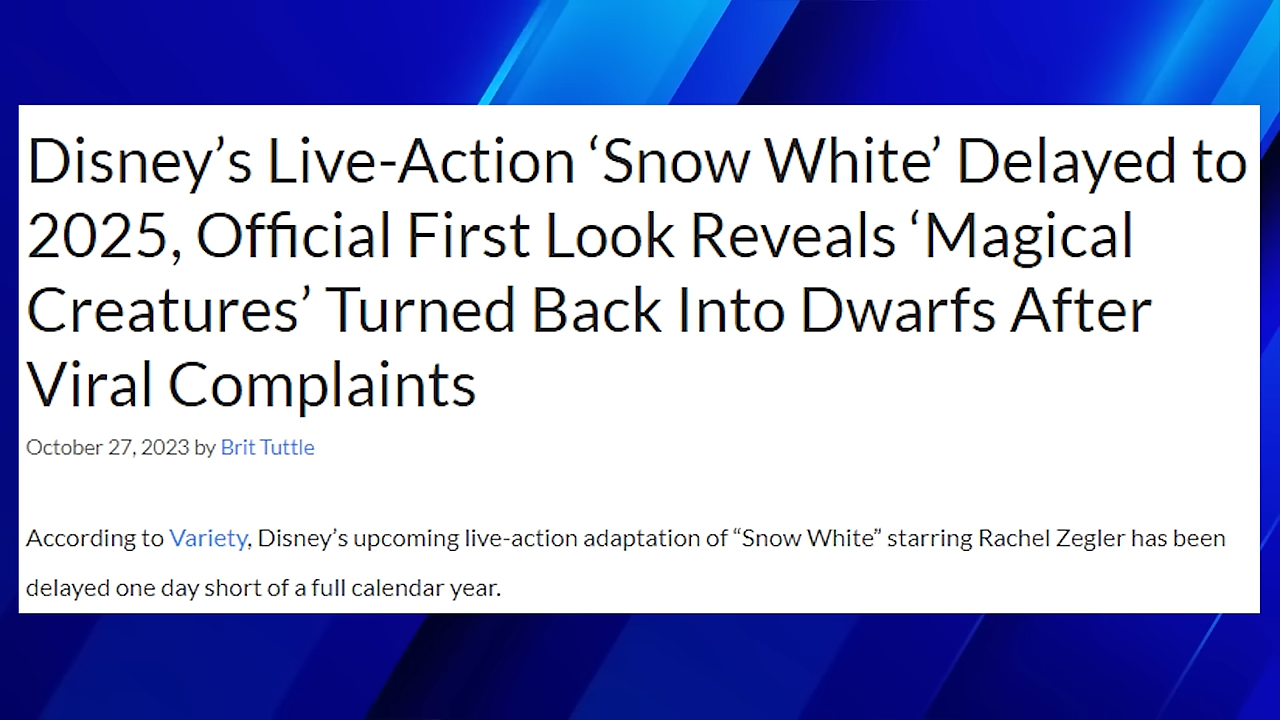 Disney’s Live-Action ‘Snow White’ Delayed to
2025, Official First Look Reveals ‘Magical
Creatures’ Turned Back Into Dwarfs After
Viral Complaints
October 27, 2023 by Brit Tuttle
According to Variety, Disney’s upcoming live-action adaptation of “Snow White” starring Rachel Zegler has been
delayed one day short of a full calendar year.